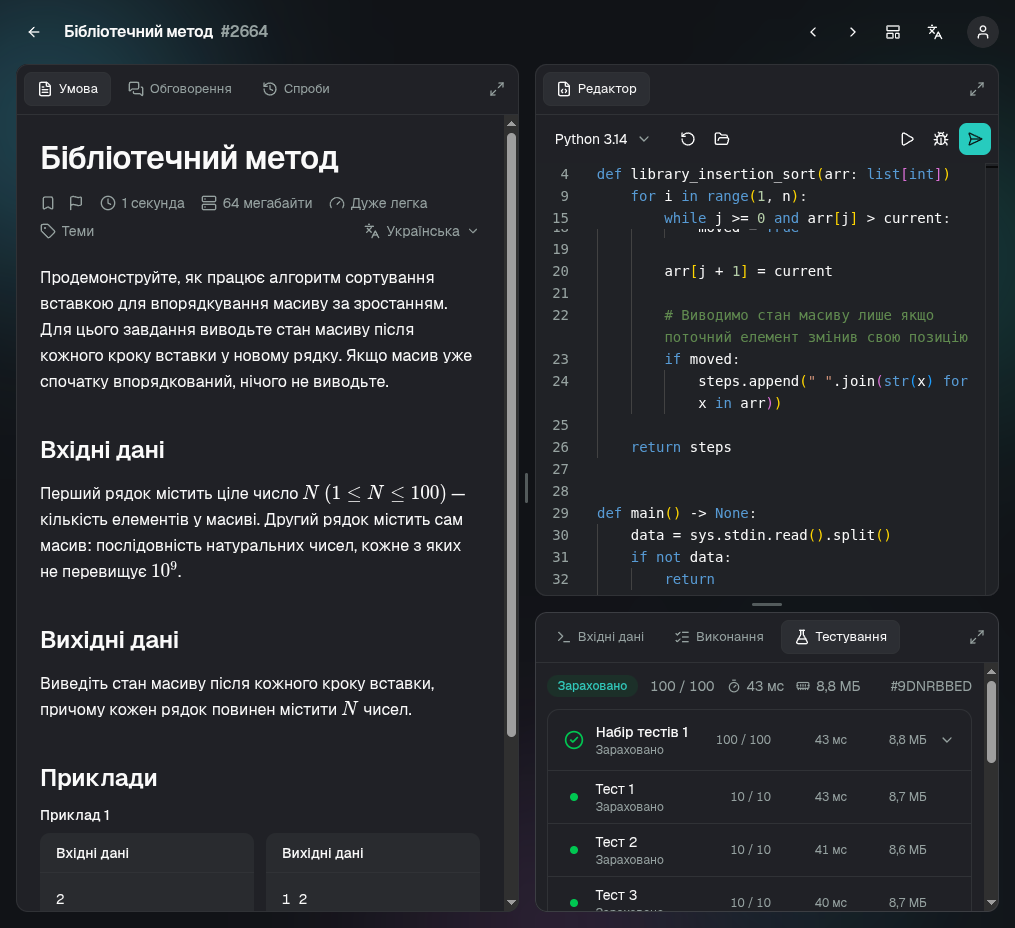 Бібліотечний метод #2664
Умова Обговорення Спроби
Бібліотечний метод
1 секунда 64 мегабайти Дуже легка
Теми Українська
Продемонструйте, як працює алгоритм сортування
вставкою для впорядкування масиву за зростанням.
Для цього завдання виводьте стан масиву після
кожного кроку вставки у новому рядку. Якщо масив уже
спочатку впорядкований, нічого не виводьте.
Вхідні дані
Перший рядок містить ціле число N (1 ≤ N ≤ 100) —
кількість елементів у масиві. Другий рядок містить сам
масив: послідовність натуральних чисел, кожне з яких
не перевищує 10⁹.
Вихідні дані
Виведіть стан масиву після кожного кроку вставки,
причому кожен рядок повинен містити N чисел.
Приклади
Приклад 1
Вхідні дані Вихідні дані
2 1 2
Редактор
Python 3.14
4 def library_insertion_sort(arr: list[int])
9 for i in range(1, n):
15 while j >= 0 and arr[j] > current:
18 moved = True
19
20 arr[j + 1] = current
21
22 # Виводимо стан масиву лише якщо
поточний елемент змінив свою позицію
23 if moved:
24 steps.append(" ".join(str(x) for
x in arr))
25
26 return steps
27
28
29 def main() -> None:
30 data = sys.stdin.read().split()
31 if not data:
32 return
Вхідні дані Виконання Тестування
Зараховано 100 / 100 43 мс 8,8 МБ #9DNRBBED
Набір тестів 1 100 / 100 43 мс 8,8 МБ
Зараховано
Тест 1 10 / 10 43 мс 8,7 МБ
Зараховано
Тест 2 10 / 10 41 мс 8,6 МБ
Зараховано
Тест 3 10 / 10 40 мс 8,7 МБ
Зараховано